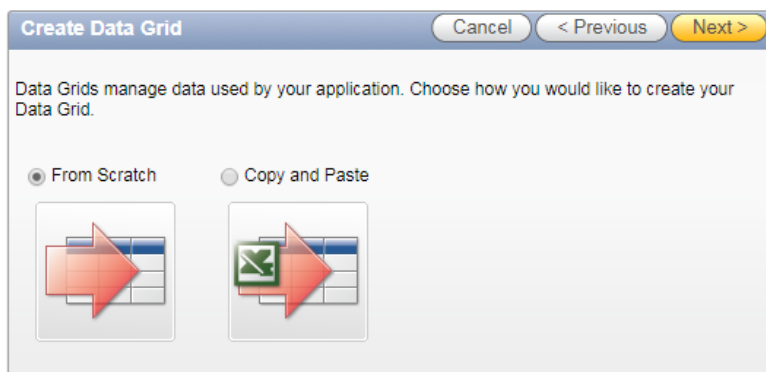 Create Data Grid Cancel < Previous Next >
Data Grids manage data used by your application. Choose how you would like to create your
Data Grid.
From Scratch Copy and Paste